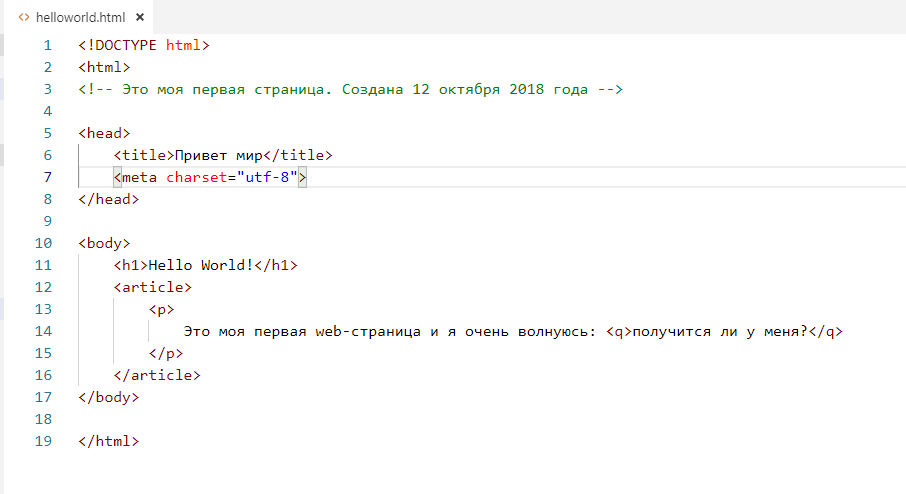 helloworld.html ×
1 <!DOCTYPE html>
2 <html>
3 <!-- Это моя первая страница. Создана 12 октября 2018 года -->
4
5 <head>
6 <title>Привет мир</title>
7 <meta charset="utf-8">
8 </head>
9
10 <body>
11 <h1>Hello World!</h1>
12 <article>
13 <p>
14 Это моя первая web-страница и я очень волнуюсь: <q>получится ли у меня?</q>
15 </p>
16 </article>
17 </body>
18
19 </html>